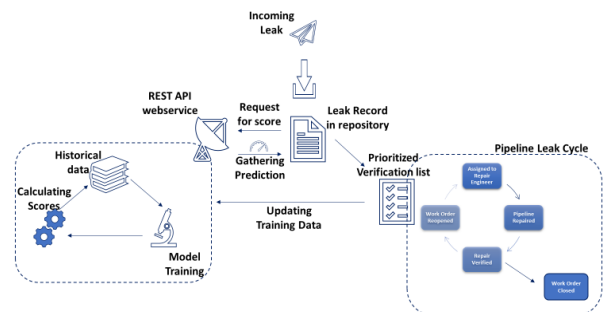 Incoming
Leak
REST API
webservice
Request
for score
Leak Record
in repository
Gathering
Prediction
Prioritized
Verification list
Pipeline Leak Cycle
Historical
data
Calculating
Scores
Model
Training.
Updating
Training Data
Assigned to
Repair
Engineer
Work Order
Reopened
Pipeline
Repaired
Repair
Verified
Work Order
Closed